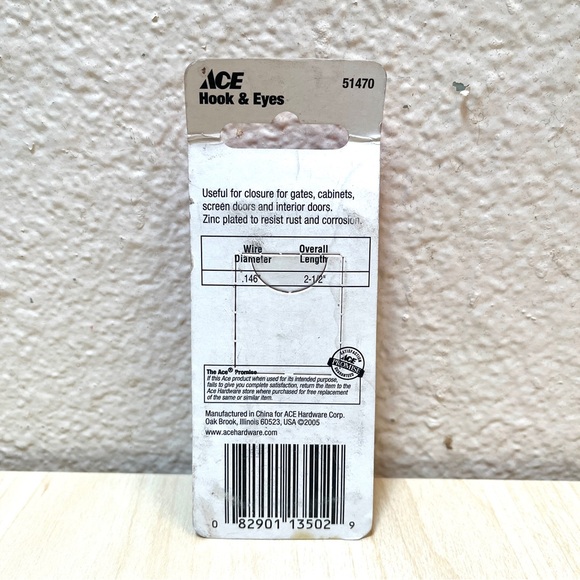 ACE 51470
Hook & Eyes
Useful for closure for gates, cabinets,
screen doors and interior doors.
Zinc plated to resist rust and corrosion.
Wire Overall
Diameter Length
.146" 2-1/2"
SATISFACTION
PROMISE
GUARANTEED
The Ace® Promise
If this Ace product when used for its intended purpose,
fails to give you complete satisfaction, return the item to the
Ace Hardware store where purchased for free replacement
of the same or similar item.
Manufactured in China for ACE Hardware Corp.
Oak Brook, Illinois 60523, USA ©2005
www.acehardware.com
0 82901 13502 9